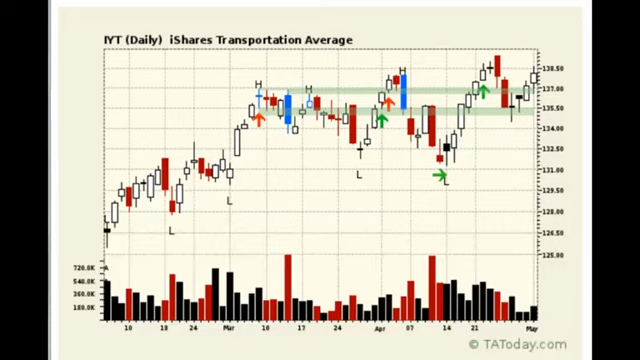 IYT (Daily)  iShares Transportation Average
H
H
H
L
L
L
L
138.50
137.00
135.50
134.00
132.50
131.00
129.50
128.00
126.50
125.00
720.0K
A
540.0K
360.0K
180.0K
10
18
24
Mar
10
17
24
Apr
07
14
21
May
© TAToday.com